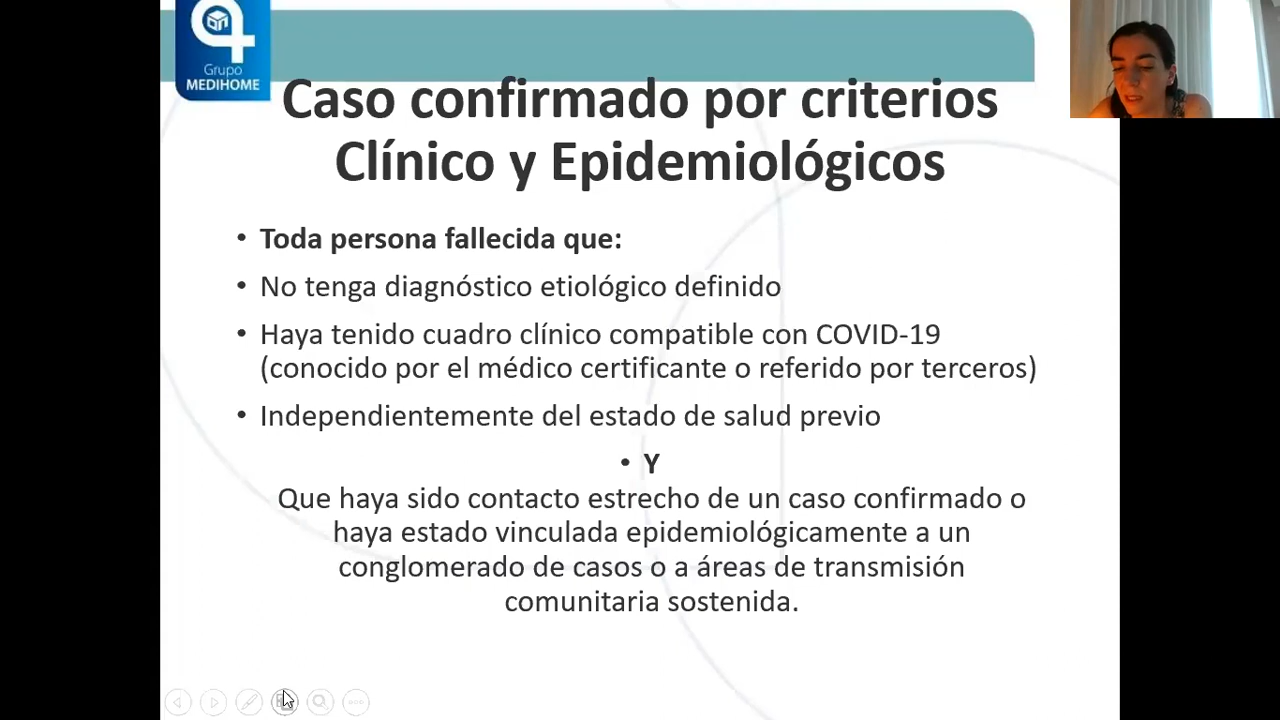 Grupo
MEDIHOME
Caso confirmado por criterios
Clínico y Epidemiológicos
• Toda persona fallecida que:
• No tenga diagnóstico etiológico definido
• Haya tenido cuadro clínico compatible con COVID-19
(conocido por el médico certificante o referido por terceros)
• Independientemente del estado de salud previo
• Y
Que haya sido contacto estrecho de un caso confirmado o
haya estado vinculada epidemiológicamente a un
conglomerado de casos o a áreas de transmisión
comunitaria sostenida.